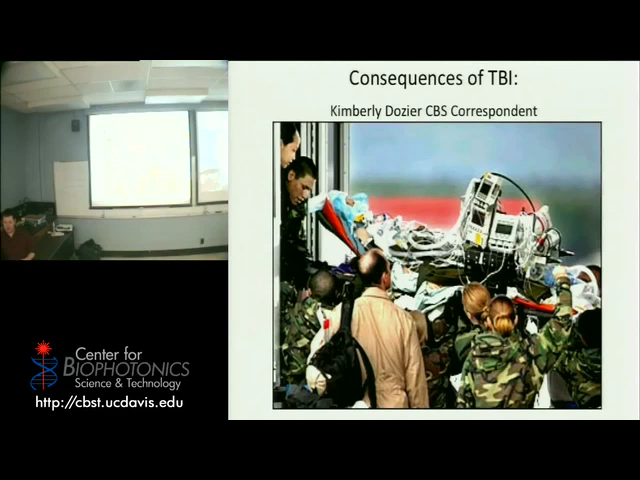 Consequences of TBI:
Kimberly Dozier CBS Correspondent
Center for
BIOPHOTONICS
Science & Technology
http://cbst.ucdavis.edu